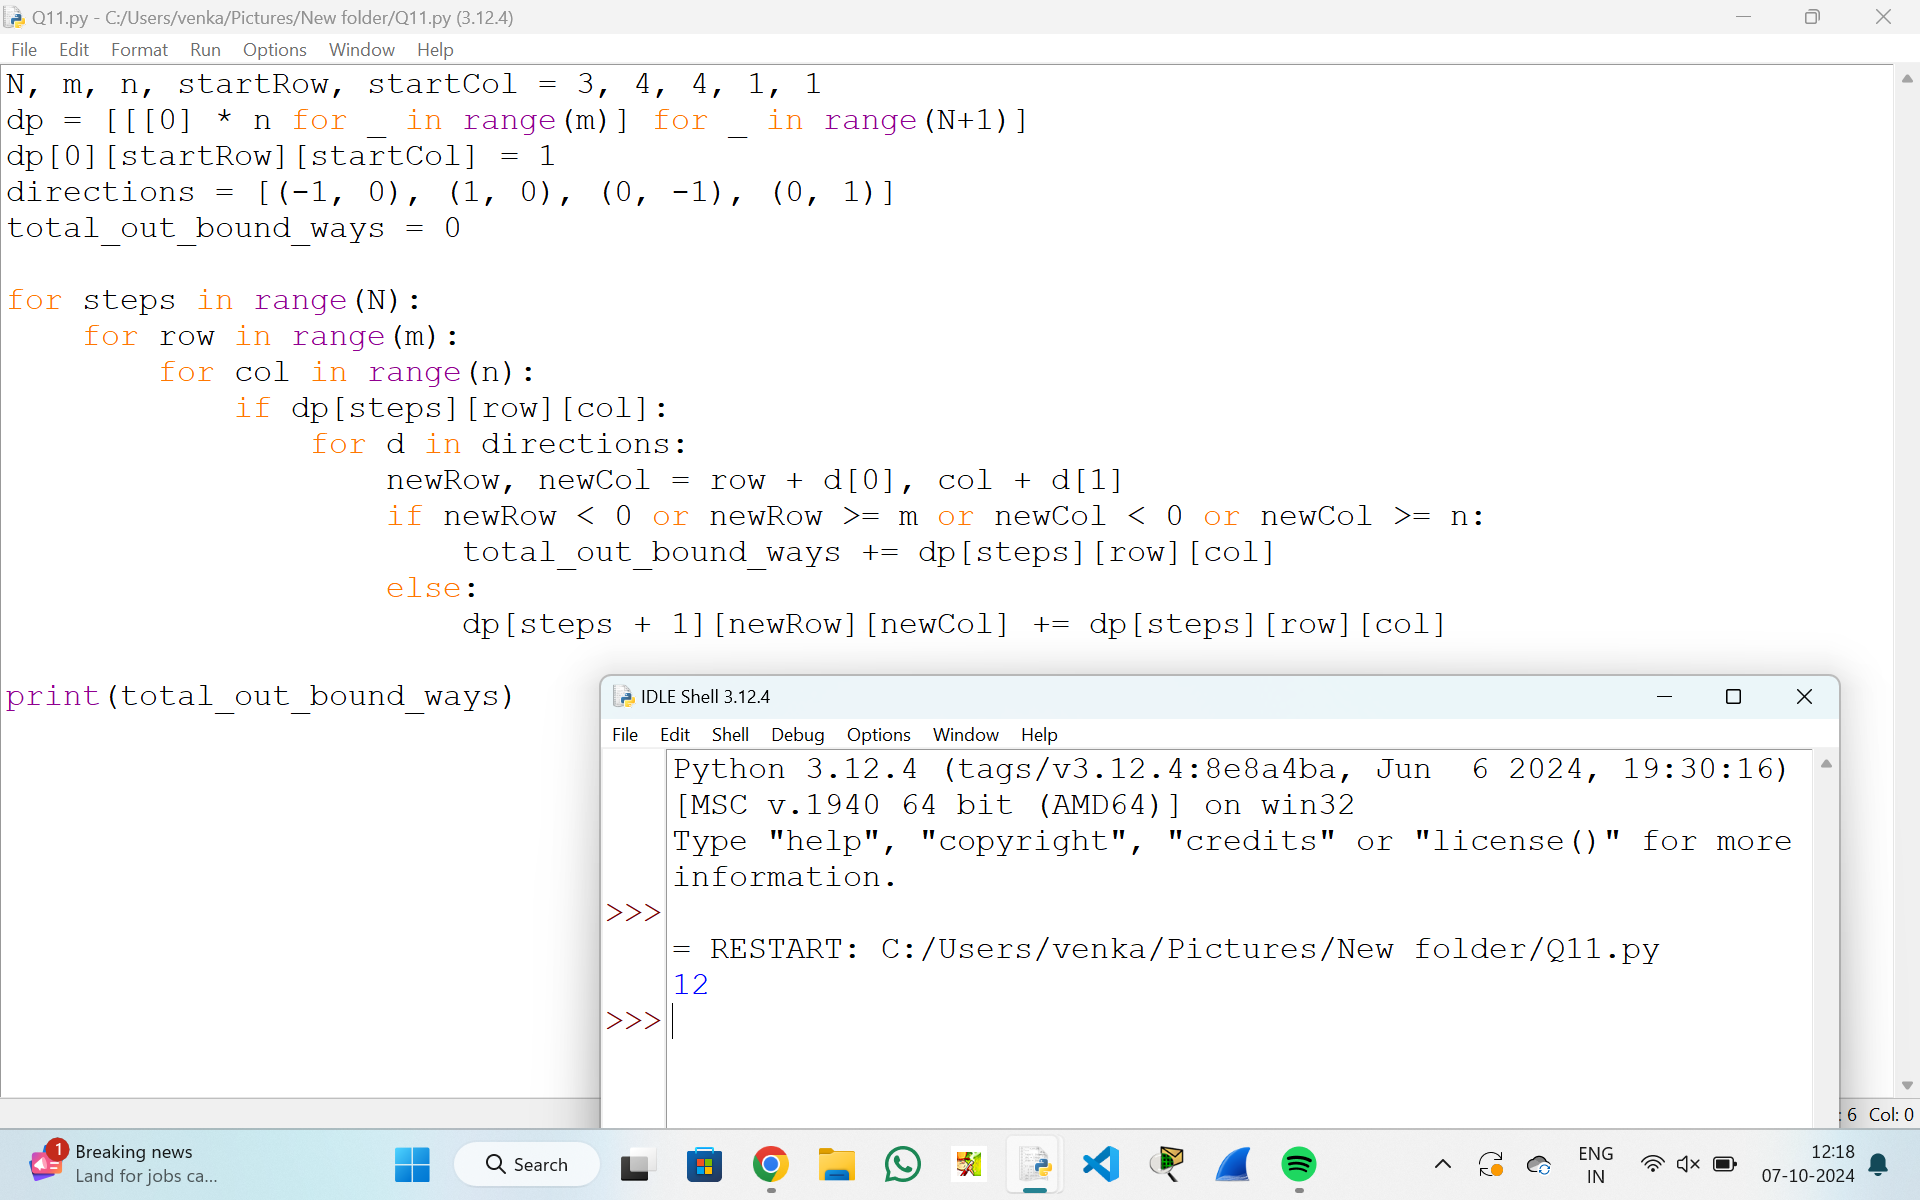 Q11.py - C:/Users/venka/Pictures/New folder/Q11.py (3.12.4)
File Edit Format Run Options Window Help
N, m, n, startRow, startCol = 3, 4, 4, 1, 1
dp = [[[0] * n for _ in range(m)] for _ in range(N+1)]
dp[0][startRow][startCol] = 1
directions = [(-1, 0), (1, 0), (0, -1), (0, 1)]
total_out_bound_ways = 0
for steps in range(N):
    for row in range(m):
        for col in range(n):
            if dp[steps][row][col]:
                for d in directions:
                    newRow, newCol = row + d[0], col + d[1]
                    if newRow < 0 or newRow >= m or newCol < 0 or newCol >= n:
                        total_out_bound_ways += dp[steps][row][col]
                    else:
                        dp[steps + 1][newRow][newCol] += dp[steps][row][col]
print(total_out_bound_ways)
IDLE Shell 3.12.4
File Edit Shell Debug Options Window Help
Python 3.12.4 (tags/v3.12.4:8e8a4ba, Jun  6 2024, 19:30:16)
[MSC v.1940 64 bit (AMD64)] on win32
Type "help", "copyright", "credits" or "license()" for more
information.
>>>
= RESTART: C:/Users/venka/Pictures/New folder/Q11.py
12
>>>
: 6 Col: 0
1
Breaking news
Land for jobs ca...
Search
ENG
IN
12:18
07-10-2024